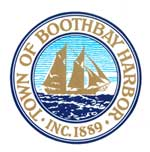 TOWN OF BOOTHBAY HARBOR
· INC. 1889 ·